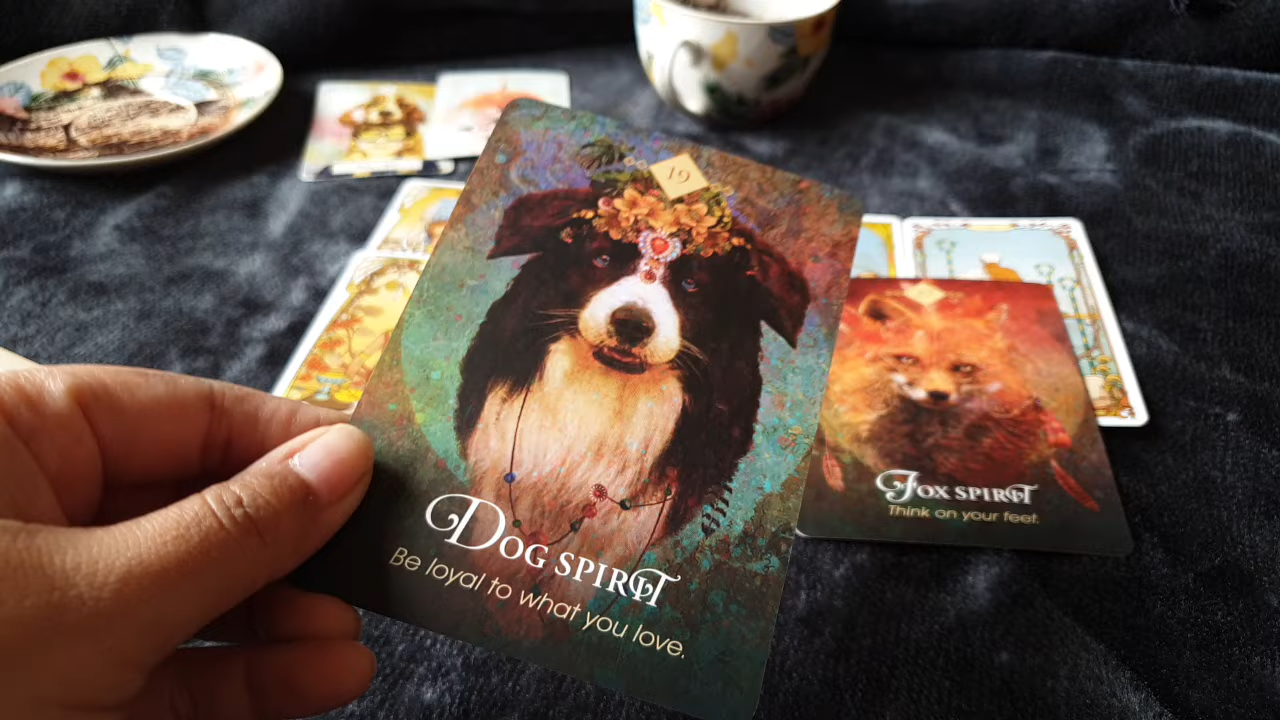 19
Dog spirit
Be loyal to what you love.
Fox spirit
Think on your feet.